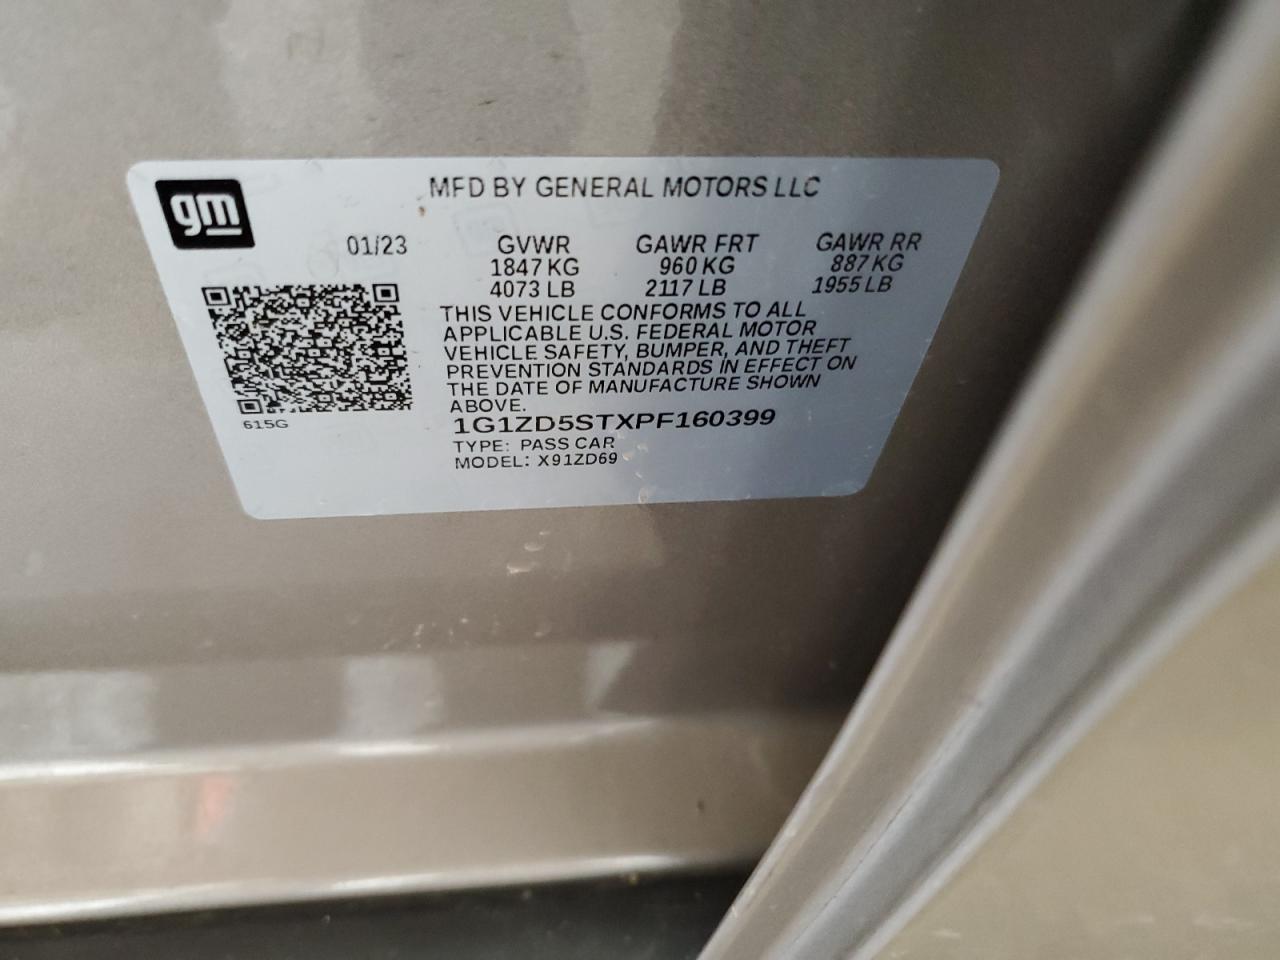 gm
MFD BY GENERAL MOTORS LLC
01/23 GVWR GAWR FRT GAWR RR
1847 KG 960 KG 887 KG
4073 LB 2117 LB 1955 LB
THIS VEHICLE CONFORMS TO ALL
APPLICABLE U.S. FEDERAL MOTOR
VEHICLE SAFETY, BUMPER, AND THEFT
PREVENTION STANDARDS IN EFFECT ON
THE DATE OF MANUFACTURE SHOWN
ABOVE.
615G
1G1ZD5STXPF160399
TYPE: PASS CAR
MODEL: X91ZD69